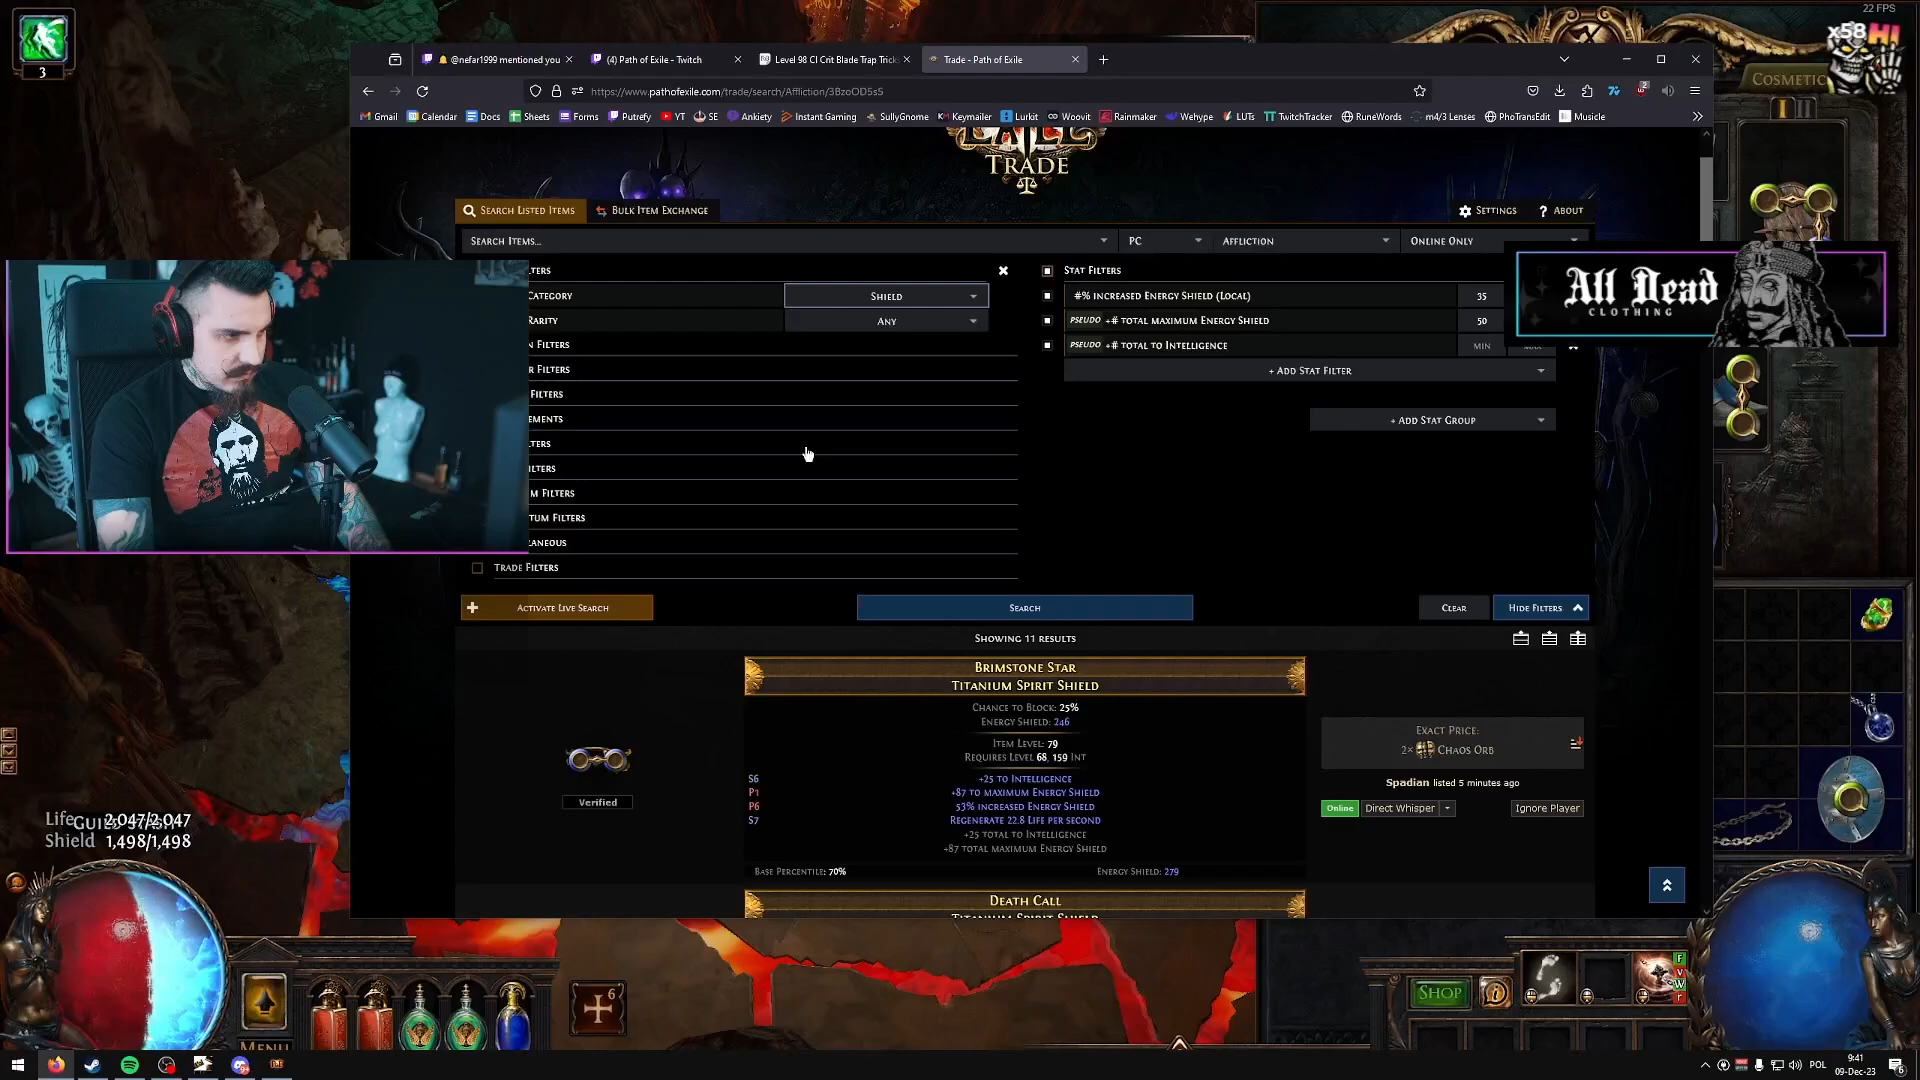 22 FPS
x58 HI
3
@nefar1999 mentioned you
(4) Path of Exile - Twitch
Level 98 CI Crit Blade Trap Trick
Trade - Path of Exile
Cosmetic
https://www.pathofexile.com/trade/search/Affliction/3BzoOD5s5
Gmail Calendar Docs Sheets Forms Putrefy YT SE Ankiety Instant Gaming SullyGnome Keymailer Lurkit Woovit Rainmaker Wehype LUTs TwitchTracker RuneWords m4/3 Lenses PhoTransEdit Musicle
Trade
Search Listed Items
Bulk Item Exchange
Settings
? About
Search Items...
PC
Affliction
Online Only
Stat Filters
Category
Shield
#% increased Energy Shield (Local)
35
Any
Pseudo +# total maximum Energy Shield
50
Pseudo +# total to Intelligence
min
+ Add Stat Filter
+ Add Stat Group
All Dead
CLOTHING
Trade Filters
Activate Live Search
Search
Clear
Hide Filters
Showing 11 results
Brimstone Star
Titanium Spirit Shield
Chance to Block: 25%
Energy Shield: 246
Item Level: 79
Requires Level 68, 159 Int
S6 +25 to Intelligence
P1 +87 to maximum Energy Shield
P6 53% increased Energy Shield
S7 Regenerate 22.8 Life per second
+25 total to Intelligence
+87 total maximum Energy Shield
Base Percentile: 70%
Energy Shield: 279
Verified
Exact Price:
2× Chaos Orb
Spadian listed 5 minutes ago
Online
Direct Whisper
Ignore Player
Death Call
Titanium Spirit Shield
Life 2,047/2,047
Shield 1,498/1,498
Menu
6
Shop
POL
9:41
09-Dec-23